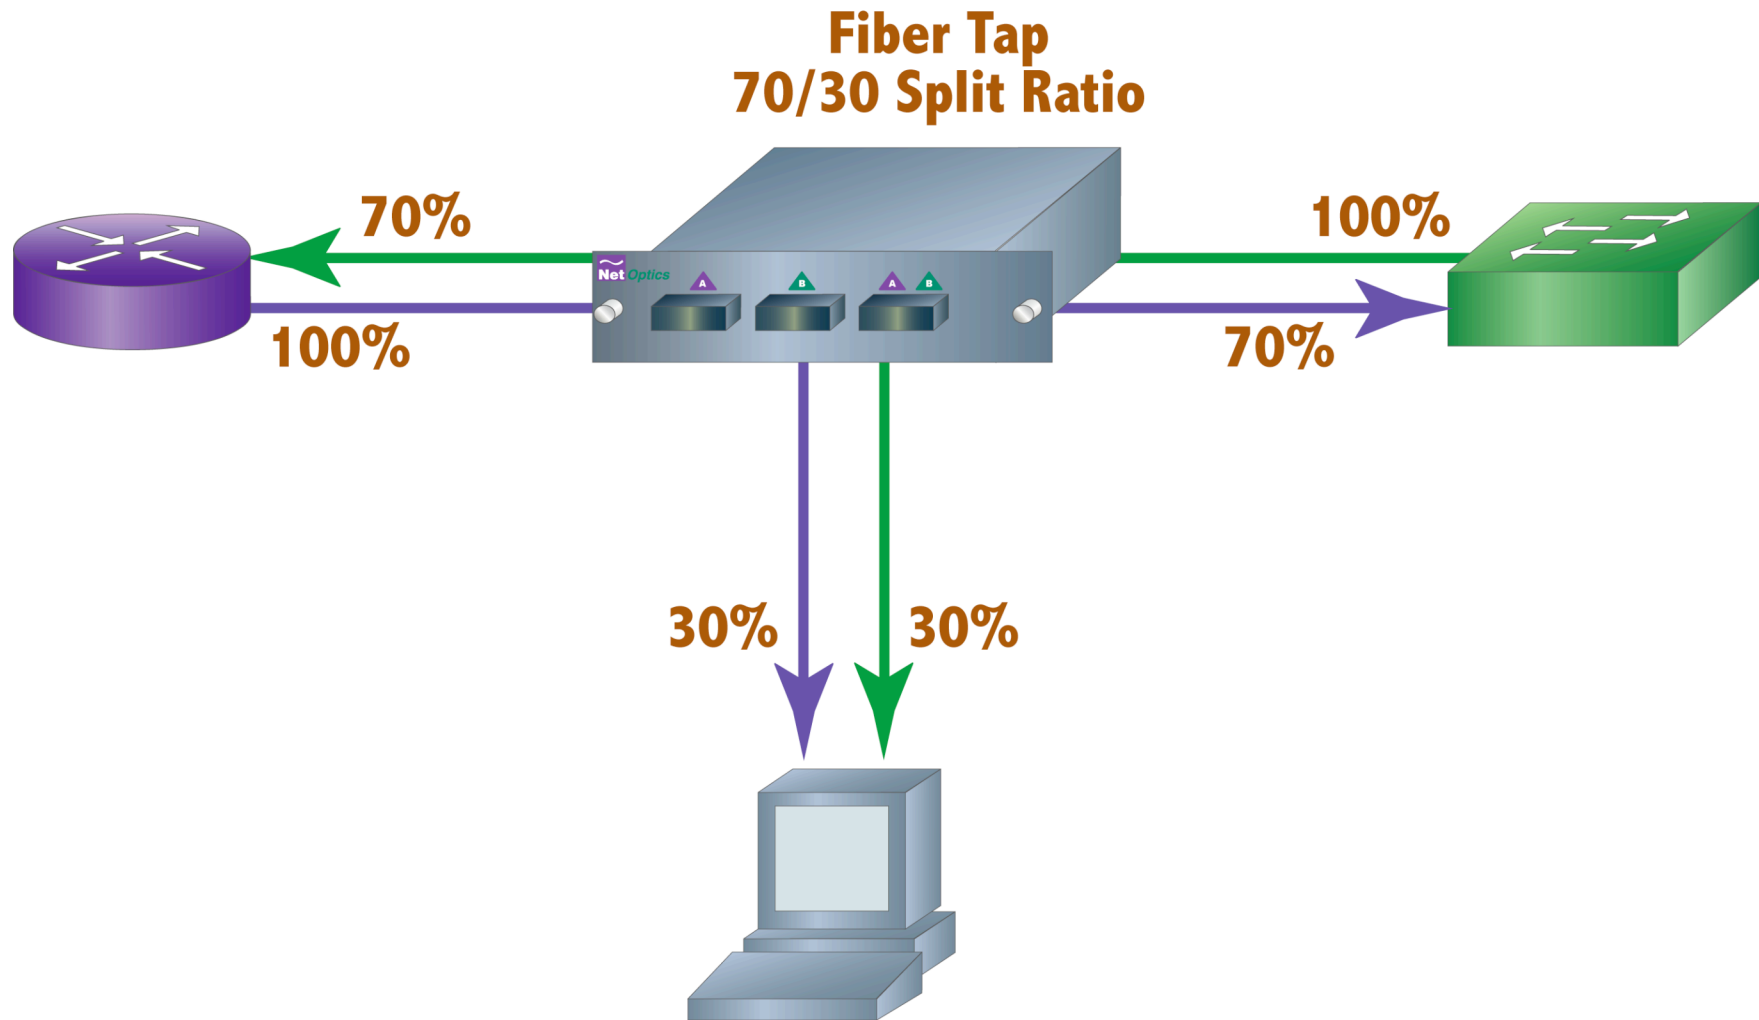 Fiber Tap
70/30 Split Ratio
70%
100%
Net Optics
A
B
A B
100%
70%
30%
30%